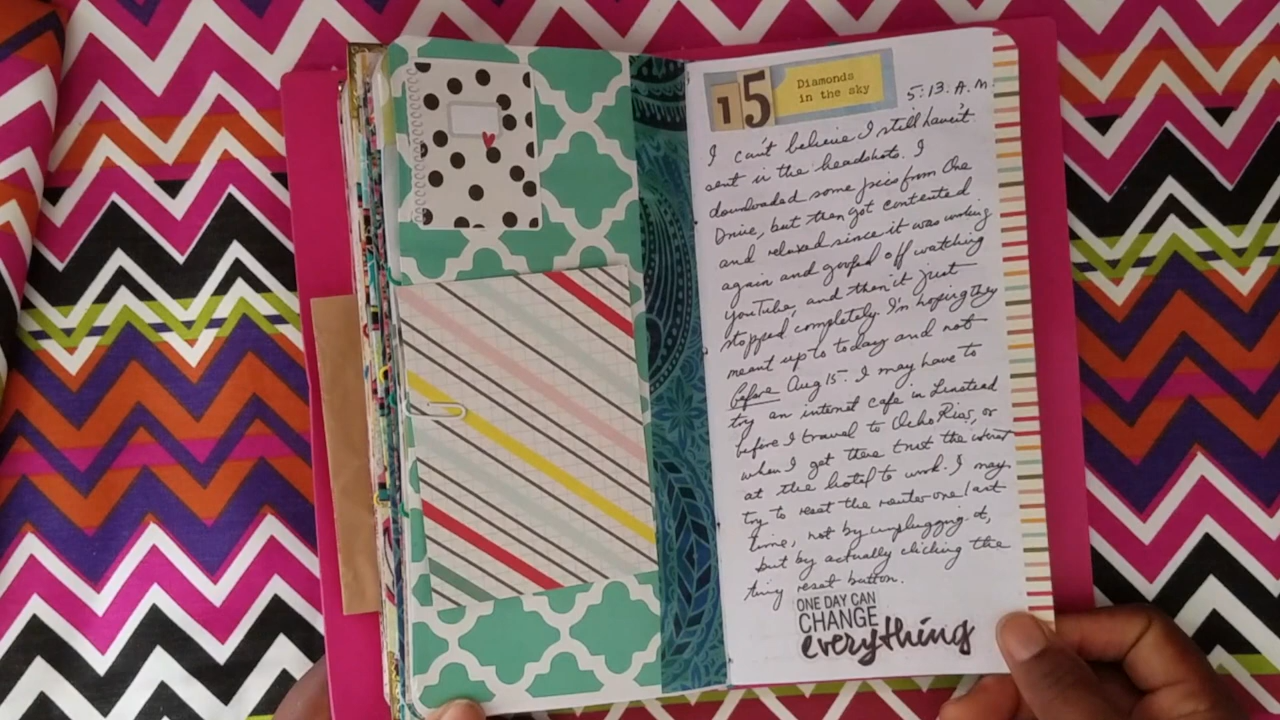 15
Diamonds
in the sky
5:13. A.M.
I can't believe I still haven't
sent in the headshots. I
downloaded some pics from One
Drive, but then got contented
and relaxed since it was working
again and goofed off watching
YouTube, and then it just
stopped completely. I'm hoping they
meant up to today and not
before Aug 15. I may have to
try an internet cafe in Linstead
before I travel to Ocho Rios, or
when I get there trust the internet
at the hotel to work. I may
try to reset the router one last
time, not by unplugging it,
but by actually clicking the
tiny reset button.
ONE DAY CAN
CHANGE
everything